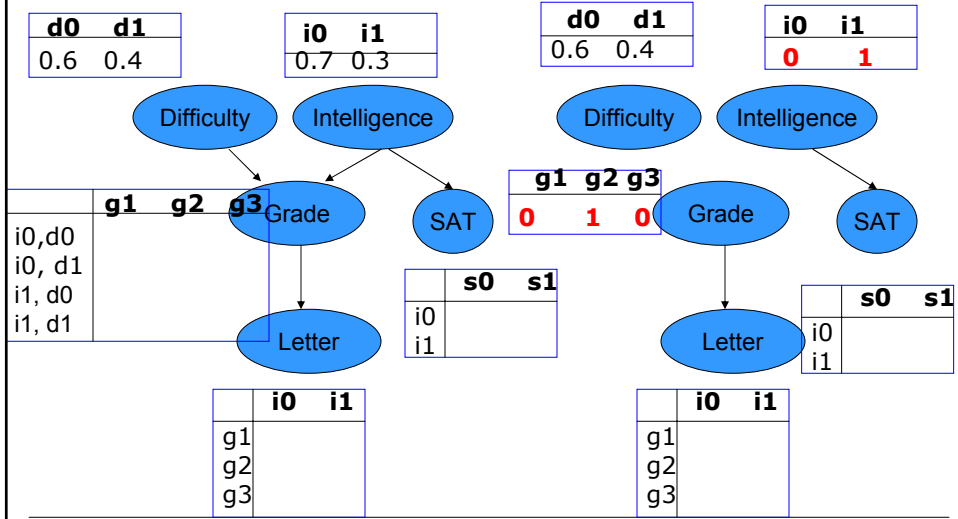 d0 d1
0.6 0.4
i0 i1
0.7 0.3
Difficulty
Intelligence
g1 g2 g3
i0,d0
i0, d1
i1, d0
i1, d1
Grade
SAT
s0 s1
i0
i1
Letter
i0 i1
g1
g2
g3
d0 d1
0.6 0.4
i0 i1
0 1
Difficulty
Intelligence
g1 g2 g3
0 1 0
Grade
SAT
s0 s1
i0
i1
Letter
i0 i1
g1
g2
g3